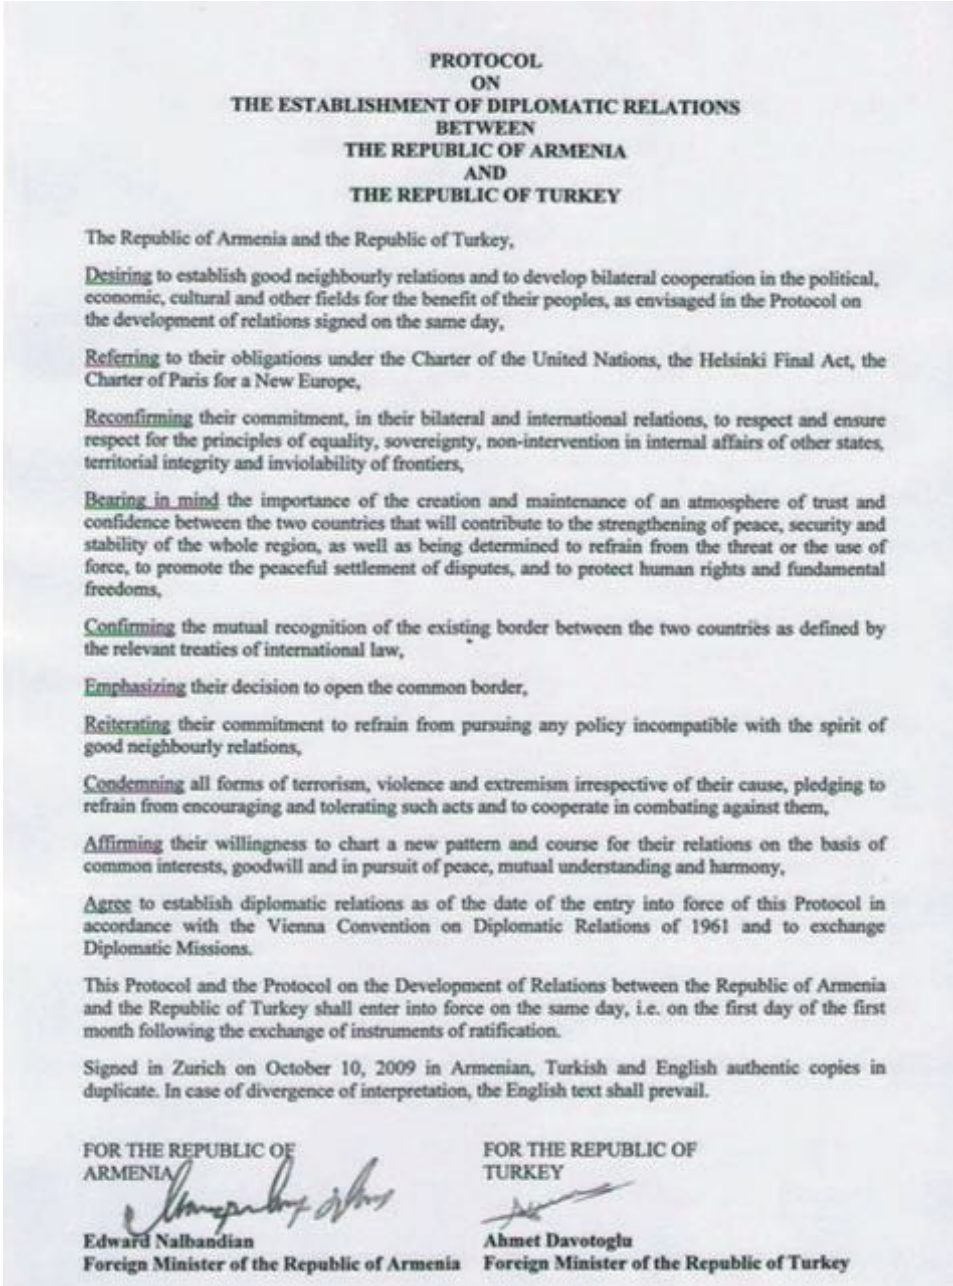 PROTOCOL
ON
THE ESTABLISHMENT OF DIPLOMATIC RELATIONS
BETWEEN
THE REPUBLIC OF ARMENIA
AND
THE REPUBLIC OF TURKEY
The Republic of Armenia and the Republic of Turkey,
Desiring to establish good neighbourly relations and to develop bilateral cooperation in the political,
economic, cultural and other fields for the benefit of their peoples, as envisaged in the Protocol on
the development of relations signed on the same day,
Referring to their obligations under the Charter of the United Nations, the Helsinki Final Act, the
Charter of Paris for a New Europe,
Reconfirming their commitment, in their bilateral and international relations, to respect and ensure
respect for the principles of equality, sovereignty, non-intervention in internal affairs of other states,
territorial integrity and inviolability of frontiers,
Bearing in mind the importance of the creation and maintenance of an atmosphere of trust and
confidence between the two countries that will contribute to the strengthening of peace, security and
stability of the whole region, as well as being determined to refrain from the threat or the use of
force, to promote the peaceful settlement of disputes, and to protect human rights and fundamental
freedoms,
Confirming the mutual recognition of the existing border between the two countries as defined by
the relevant treaties of international law,
Emphasizing their decision to open the common border,
Reiterating their commitment to refrain from pursuing any policy incompatible with the spirit of
good neighbourly relations,
Condemning all forms of terrorism, violence and extremism irrespective of their cause, pledging to
refrain from encouraging and tolerating such acts and to cooperate in combating against them,
Affirming their willingness to chart a new pattern and course for their relations on the basis of
common interests, goodwill and in pursuit of peace, mutual understanding and harmony,
Agree to establish diplomatic relations as of the date of the entry into force of this Protocol in
accordance with the Vienna Convention on Diplomatic Relations of 1961 and to exchange
Diplomatic Missions.
This Protocol and the Protocol on the Development of Relations between the Republic of Armenia
and the Republic of Turkey shall enter into force on the same day, i.e. on the first day of the first
month following the exchange of instruments of ratification.
Signed in Zurich on October 10, 2009 in Armenian, Turkish and English authentic copies in
duplicate. In case of divergence of interpretation, the English text shall prevail.
FOR THE REPUBLIC OF
ARMENIA
Edward Nalbandian
Foreign Minister of the Republic of Armenia
FOR THE REPUBLIC OF
TURKEY
Ahmet Davotoglu
Foreign Minister of the Republic of Turkey